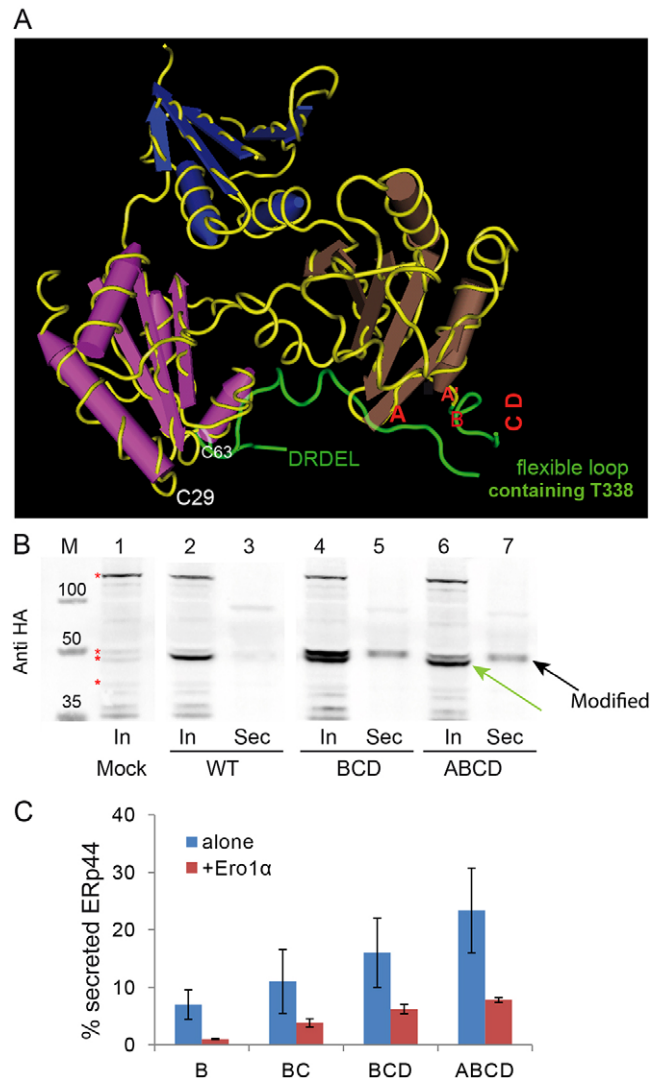 A
C63
C29
DRDEL
A
A'
B
C D
flexible loop
containing T338
B
M 1 2 3 4 5 6 7
Anti HA
100
50
35
*
*
*
*
Modified
In In Sec In Sec In Sec
Mock WT BCD ABCD
C
% secreted ERp44
40
30
20
10
0
alone
+Ero1α
B BC BCD ABCD